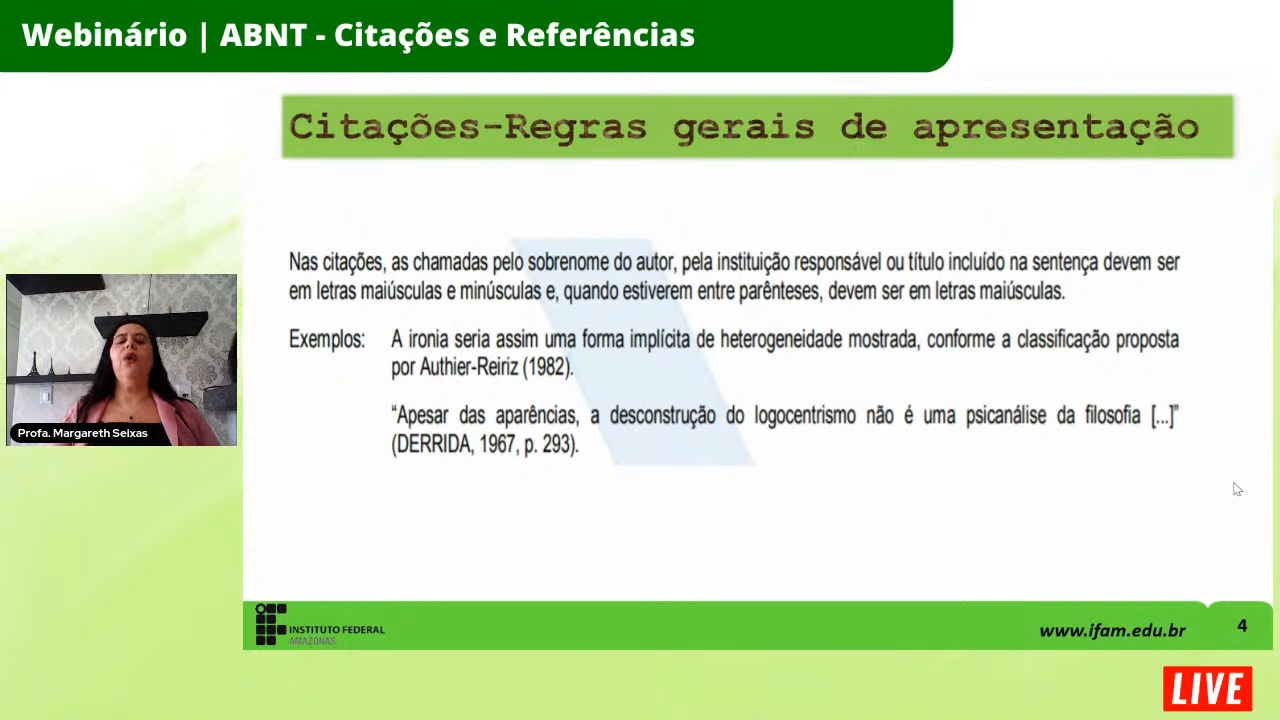 Webinário | ABNT - Citações e Referências
Citações-Regras gerais de apresentação
Nas citações, as chamadas pelo sobrenome do autor, pela instituição responsável ou título incluído na sentença devem ser
em letras maiúsculas e minúsculas e, quando estiverem entre parênteses, devem ser em letras maiúsculas.
Exemplos: A ironia seria assim uma forma implícita de heterogeneidade mostrada, conforme a classificação proposta
por Authier-Reiriz (1982).
“Apesar das aparências, a desconstrução do logocentrismo não é uma psicanálise da filosofia [...]”
(DERRIDA, 1967, p. 293).
Profa. Margareth Seixas
INSTITUTO FEDERAL
AMAZONAS
www.ifam.edu.br
4
LIVE